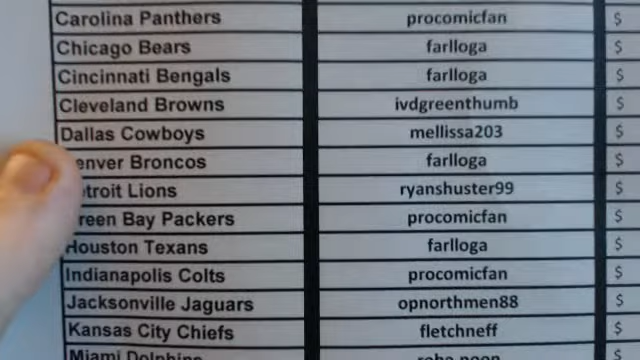 Carolina Panthers procomicfan $
Chicago Bears farlloga $
Cincinnati Bengals farlloga $
Cleveland Browns ivdgreenthumb $
Dallas Cowboys mellissa203 $
enver Broncos farlloga $
troit Lions ryanshuster99 $
reen Bay Packers procomicfan $
Houston Texans farlloga $
Indianapolis Colts procomicfan $
Jacksonville Jaguars opnorthmen88 $
Kansas City Chiefs fletchneff $
Miami Dolphins